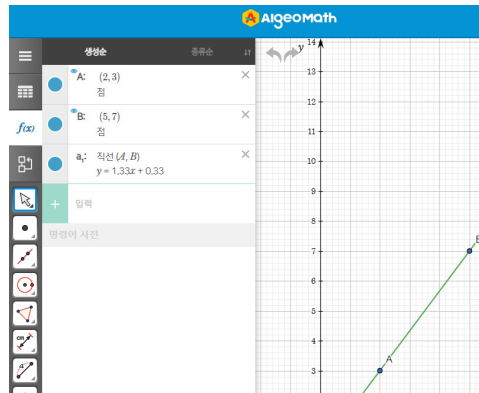 AlgeoMath
생성순 종류순
A: (2,3)
점
B: (5,7)
점
a₁: 직선 (A, B)
y = 1.33x + 0.33
+ 입력
명령어 사전
f(x)
cm
y
14
13
12
11
10
9
8
7
6
5
4
3
B
A